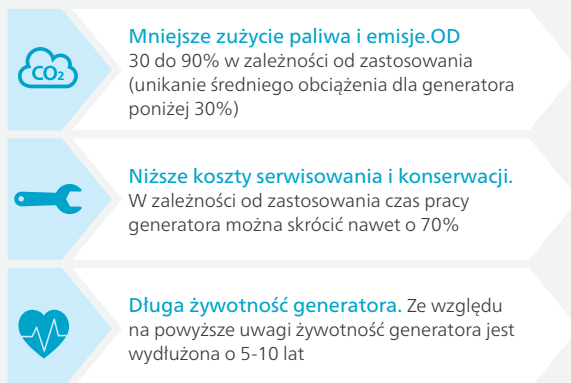 CO₂
Mniejsze zużycie paliwa i emisje.OD
30 do 90% w zależności od zastosowania
(unikanie średniego obciążenia dla generatora
poniżej 30%)
Niższe koszty serwisowania i konserwacji.
W zależności od zastosowania czas pracy
generatora można skrócić nawet o 70%
Długa żywotność generatora. Ze względu
na powyższe uwagi żywotność generatora jest
wydłużona o 5-10 lat